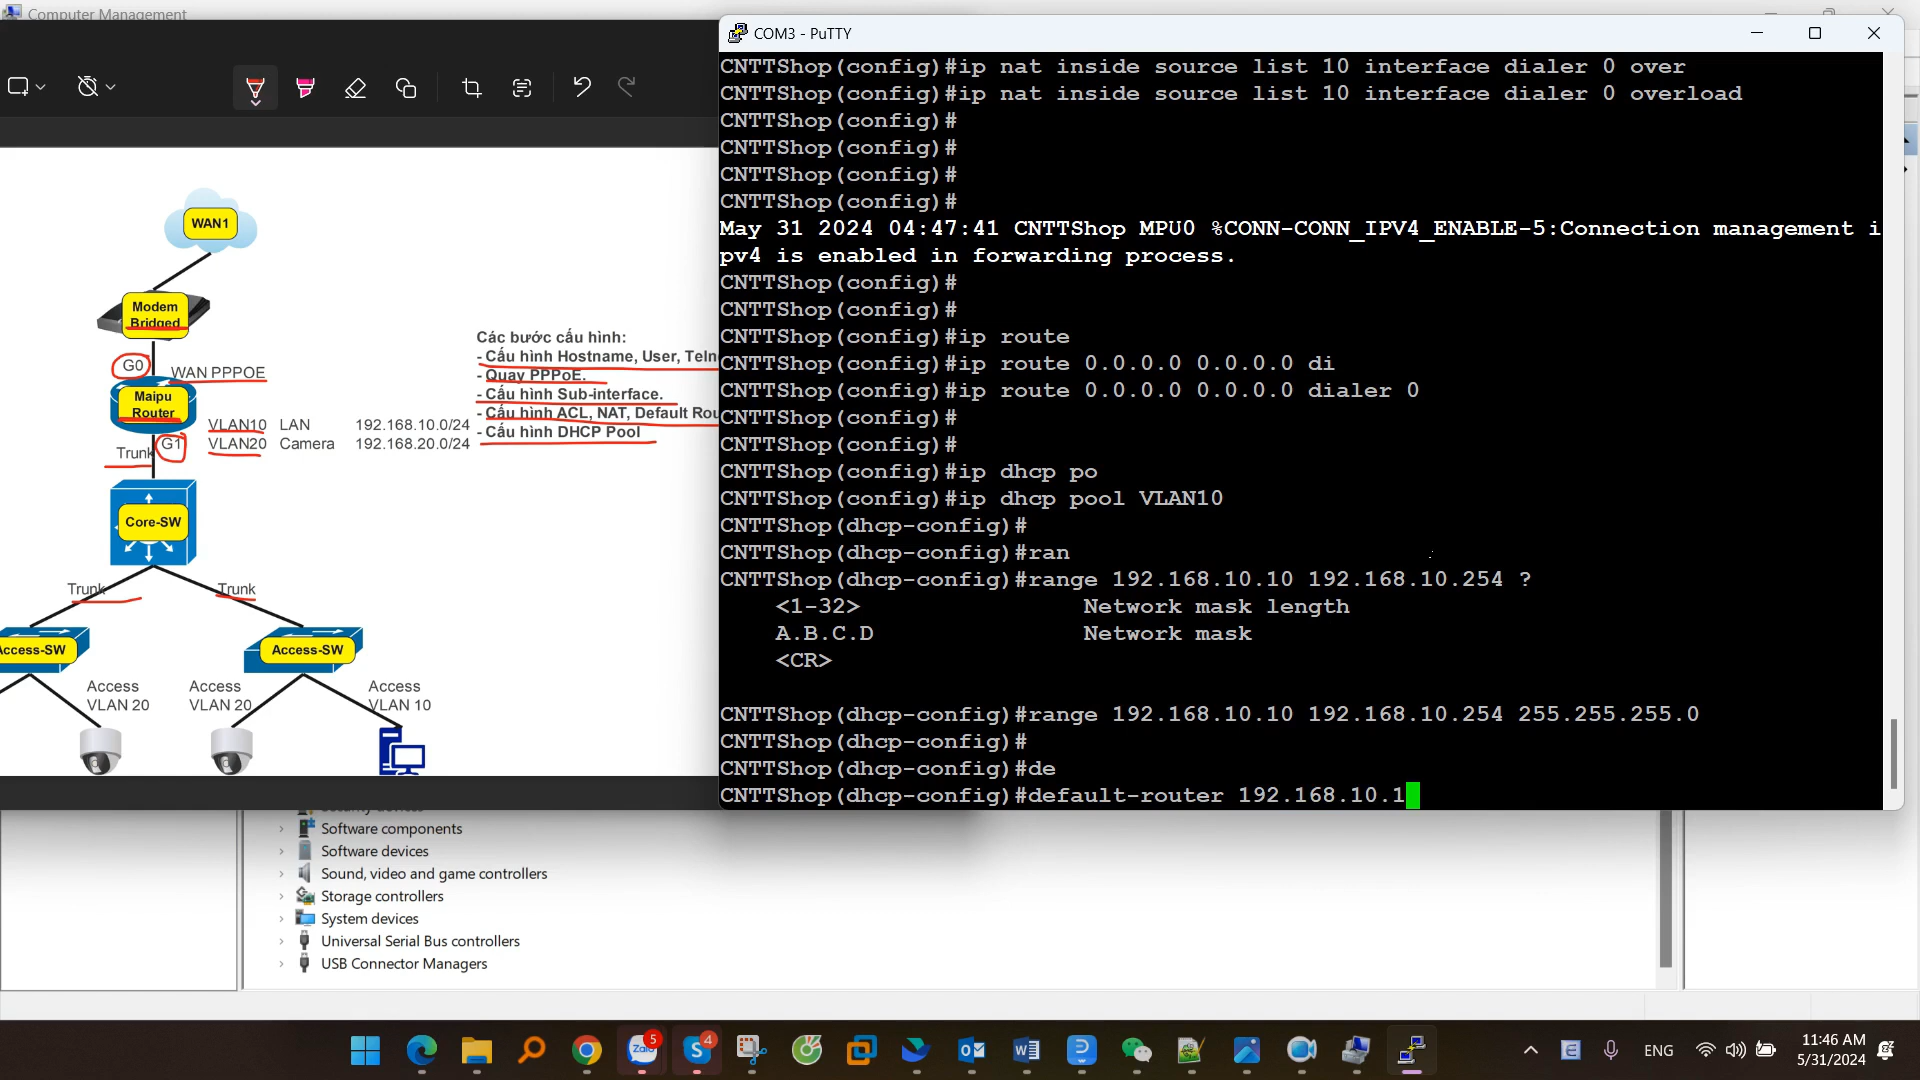 Computer Management
COM3 - PuTTY
CNTTShop(config)#ip nat inside source list 10 interface dialer 0 over
CNTTShop(config)#ip nat inside source list 10 interface dialer 0 overload
CNTTShop(config)#
CNTTShop(config)#
CNTTShop(config)#
CNTTShop(config)#
May 31 2024 04:47:41 CNTTShop MPU0 %CONN-CONN_IPV4_ENABLE-5:Connection management i
pv4 is enabled in forwarding process.
CNTTShop(config)#
CNTTShop(config)#
CNTTShop(config)#ip route
CNTTShop(config)#ip route 0.0.0.0 0.0.0.0 di
CNTTShop(config)#ip route 0.0.0.0 0.0.0.0 dialer 0
CNTTShop(config)#
CNTTShop(config)#
CNTTShop(config)#ip dhcp po
CNTTShop(config)#ip dhcp pool VLAN10
CNTTShop(dhcp-config)#
CNTTShop(dhcp-config)#ran
CNTTShop(dhcp-config)#range 192.168.10.10 192.168.10.254 ?
<1-32> Network mask length
A.B.C.D Network mask
<CR>
CNTTShop(dhcp-config)#range 192.168.10.10 192.168.10.254 255.255.255.0
CNTTShop(dhcp-config)#
CNTTShop(dhcp-config)#de
CNTTShop(dhcp-config)#default-router 192.168.10.1
WAN1
Modem
Bridged
G0
WAN PPPOE
Maipu
Router
VLAN10 LAN 192.168.10.0/24
VLAN20 Camera 192.168.20.0/24
G1
Trunk
Các bước cấu hình:
- Cấu hình Hostname, User, Teln
- Quay PPPoE.
- Cấu hình Sub-interface.
- Cấu hình ACL, NAT, Default Rou
- Cấu hình DHCP Pool
Core-SW
Trunk
Trunk
Access-SW
Access-SW
Access
VLAN 20
Access
VLAN 20
Access
VLAN 10
Security devices
Software components
Software devices
Sound, video and game controllers
Storage controllers
System devices
Universal Serial Bus controllers
USB Connector Managers
Zalo
5
4
ENG
11:46 AM
5/31/2024